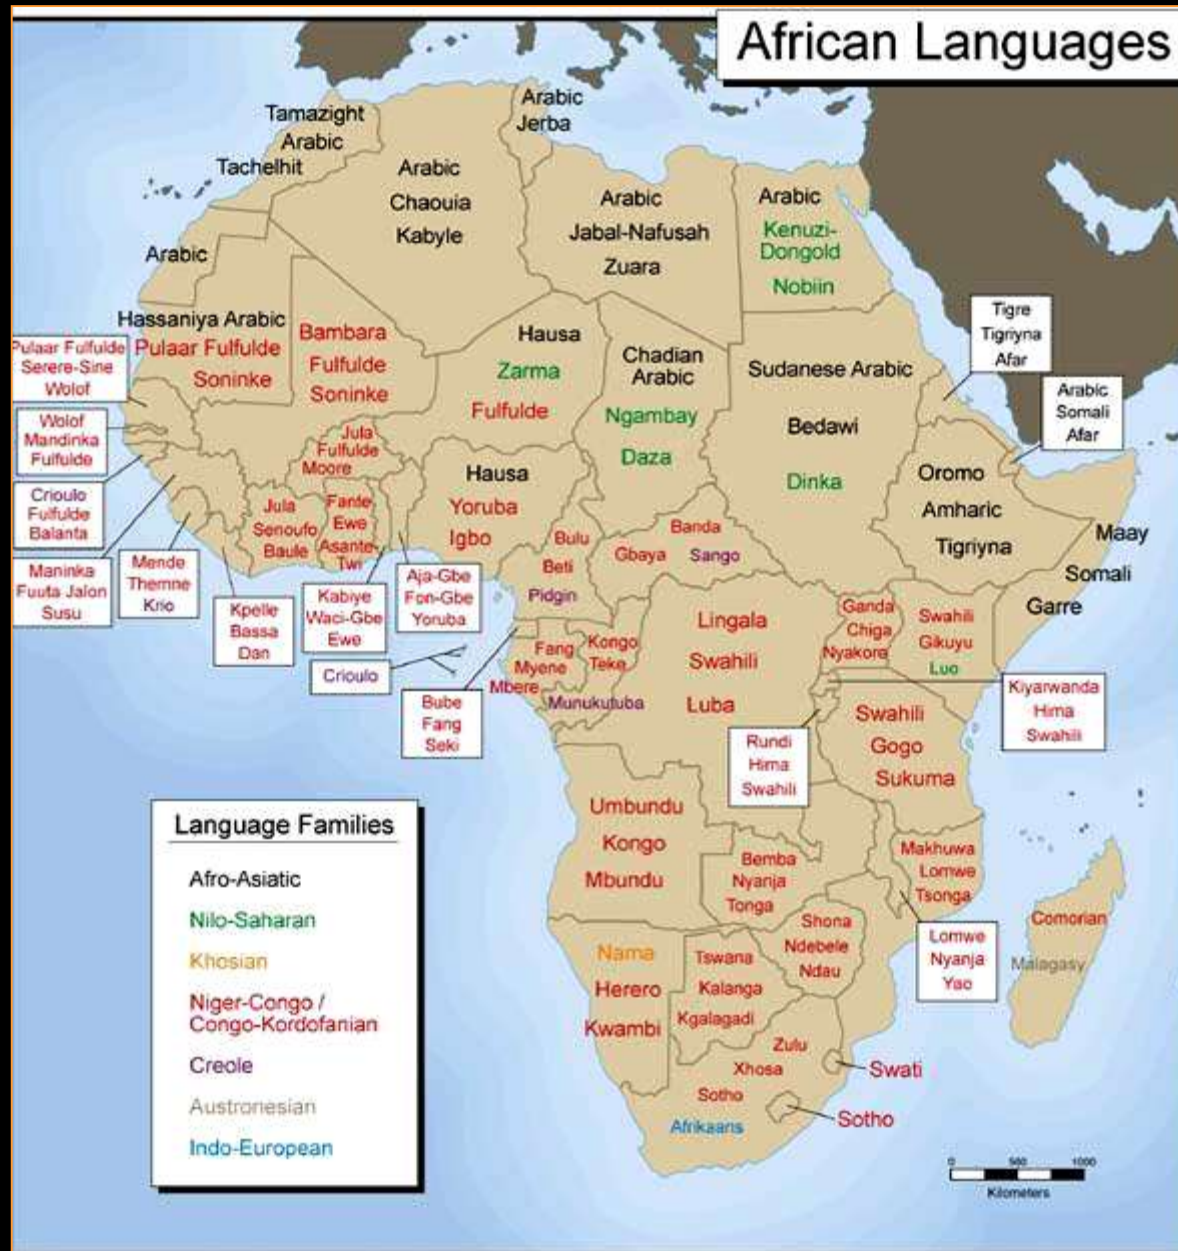 African Languages
Tamazight
Arabic
Tachelhit
Arabic
Jerba
Arabic
Chaouia
Kabyle
Arabic
Jabal-Nafusah
Zuara
Arabic
Kenuzi-
Dongold
Nobiin
Arabic
Hassaniya Arabic
Pulaar Fulfulde
Soninke
Bambara
Fulfulde
Soninke
Hausa
Zarma
Fulfulde
Chadian
Arabic
Ngambay
Daza
Sudanese Arabic
Bedawi
Dinka
Tigre
Tigriyna
Afar
Arabic
Somali
Afar
Pulaar Fulfulde
Serere-Sine
Wolof
Wolof
Mandinka
Fulfulde
Crioulo
Fulfulde
Balanta
Maninka
Fuuta Jalon
Susu
Mende
Themne
Krio
Kpelle
Bassa
Dan
Jula
Fulfulde
Moore
Jula
Senoufo
Baule
Fante
Ewe
Asante-
Twi
Kabiye
Waci-Gbe
Ewe
Aja-Gbe
Fon-Gbe
Yoruba
Hausa
Yoruba
Igbo
Bulu
Beti
Pidgin
Banda
Gbaya
Sango
Oromo
Amharic
Tigriyna
Maay
Somali
Garre
Crioulo
Bube
Fang
Seki
Fang
Myene
Mbere
Kongo
Teke
Munukutuba
Lingala
Swahili
Luba
Ganda
Chiga
Nyakore
Swahili
Gikuyu
Luo
Kiyarwanda
Hima
Swahili
Rundi
Hima
Swahili
Swahili
Gogo
Sukuma
Umbundu
Kongo
Mbundu
Bemba
Nyanja
Tonga
Makhuwa
Lomwe
Tsonga
Lomwe
Nyanja
Yao
Comorian
Malagasy
Nama
Herero
Kwambi
Tswana
Kalanga
Kgalagadi
Shona
Ndebele
Ndau
Zulu
Xhosa
Sotho
Afrikaans
Swati
Sotho
Language Families
Afro-Asiatic
Nilo-Saharan
Khosian
Niger-Congo /
Congo-Kordofanian
Creole
Austronesian
Indo-European
0 500 1000
Kilometers